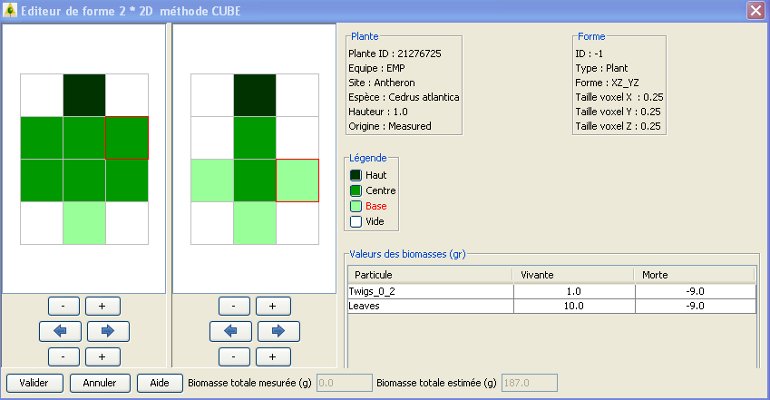 Editeur de forme 2 * 2D méthode CUBE
Plante
Plante ID : 21276725
Equipe : EMP
Site : Antheron
Espèce : Cedrus atlantica
Hauteur : 1.0
Origine : Measured
Forme
ID : -1
Type : Plant
Forme : XZ_YZ
Taille voxel X : 0.25
Taille voxel Y : 0.25
Taille voxel Z : 0.25
Légende
Haut
Centre
Base
Vide
Valeurs des biomasses (gr)
Particule Vivante Morte
Twigs_0_2 1.0 -9.0
Leaves 10.0 -9.0
- + - +
- + - +
Valider Annuler Aide Biomasse totale mesurée (g) 0.0 Biomasse totale estimée (g) 187.0